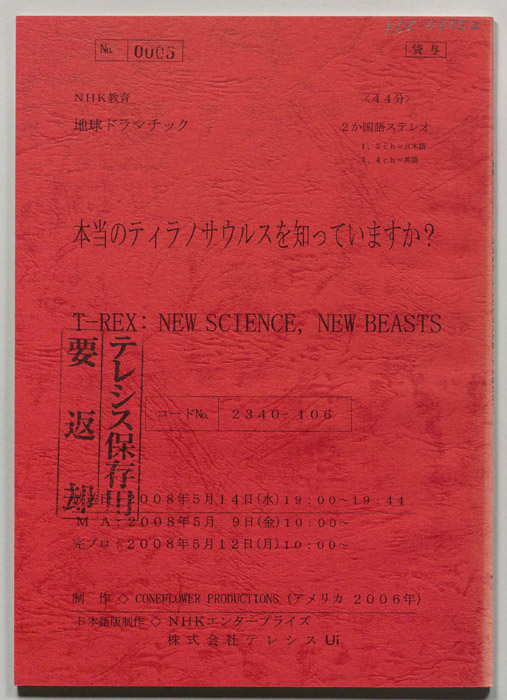 No. 0005
貸与
NHK教育
〈44分〉
地球ドラマチック
2か国語ステレオ
1，2ch＝日本語
3，4ch＝英語
本当のティラノサウルスを知っていますか？
T-REX: NEW SCIENCE, NEW BEASTS
テレシス保存用
要返却
コードNo. 2340-106
2008年5月14日(水)19:00～19:44
MA：2008年5月 9日(金)10:00～
完プロ：2008年5月12日(月)10:00～
制 作 ◇ CONEFLOWER PRODUCTIONS (アメリカ 2006年)
日本語版制作 ◇ NHKエンタープライズ
株式会社テレシスUi